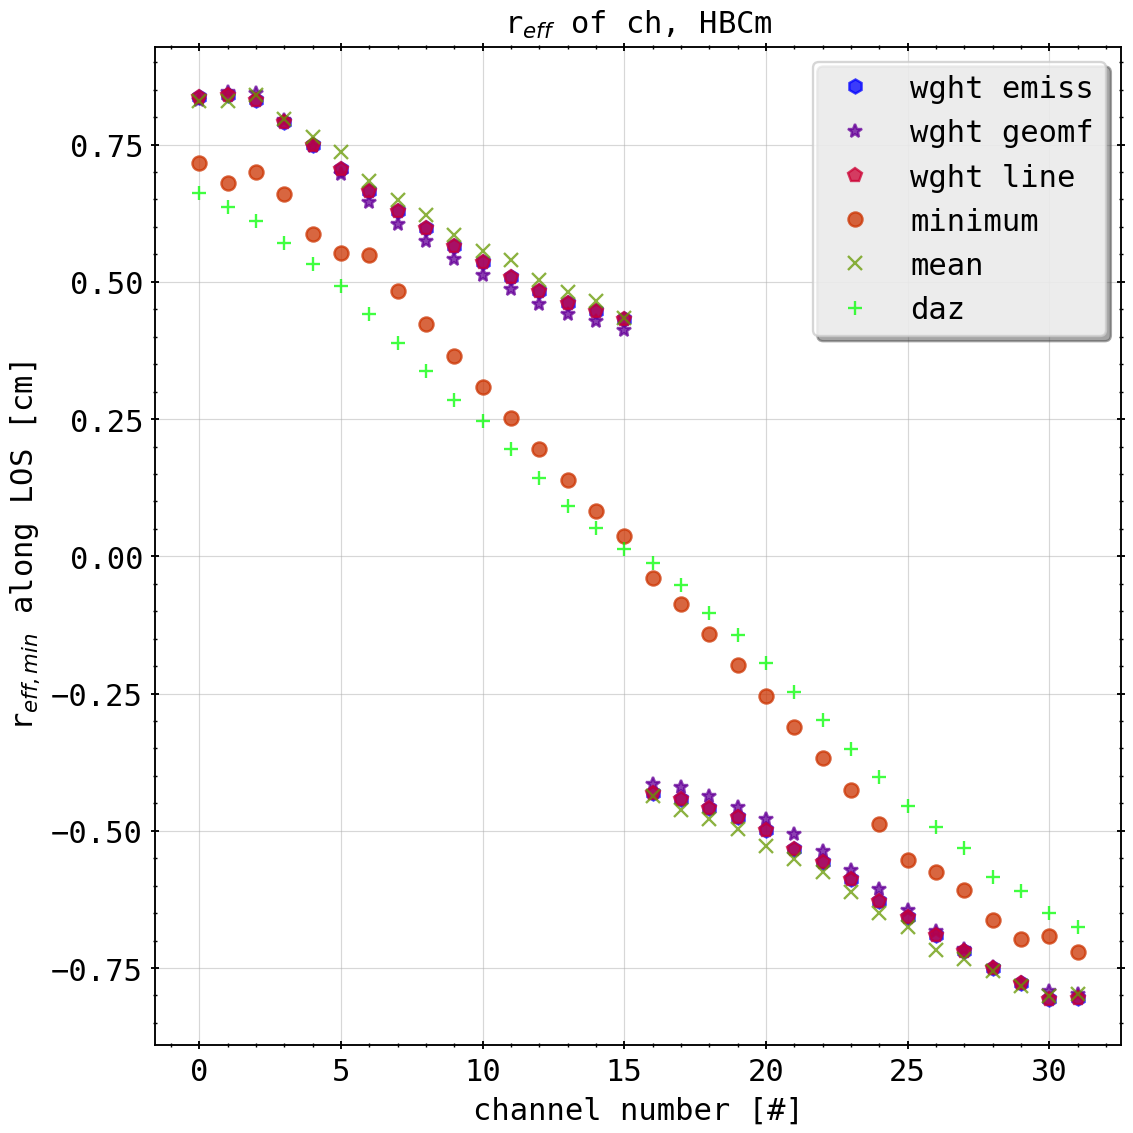 r_eff of ch, HBCm
wght emiss
wght geomf
wght line
minimum
mean
daz
r_eff,min along LOS [cm]
0.75
0.50
0.25
0.00
−0.25
−0.50
−0.75
0 5 10 15 20 25 30
channel number [#]